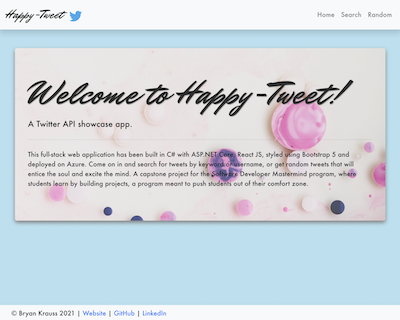 Happy-Tweet
Home Search Random
Welcome to Happy-Tweet!
A Twitter API showcase app.
This full-stack web application has been built in C# with ASP.NET Core, React JS, styled using Bootstrap 5 and
deployed on Azure. Come on in and search for tweets by keyword or username, or get random tweets that will
entice the soul and excite the mind. A capstone project for the Software Developer Mastermind program, where
students learn by building projects, a program meant to push students out of their comfort zone.
© Bryan Krauss 2021 | Website | GitHub | LinkedIn